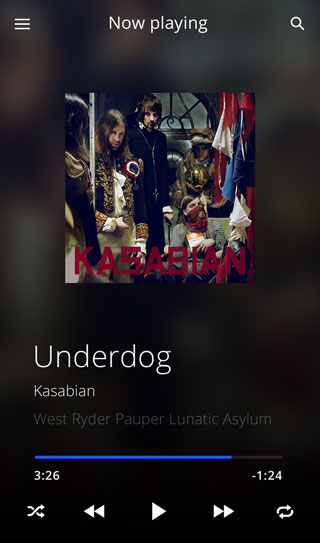 Now playing
KASABIAN
Underdog
Kasabian
West Ryder Pauper Lunatic Asylum
3:26
-1:24